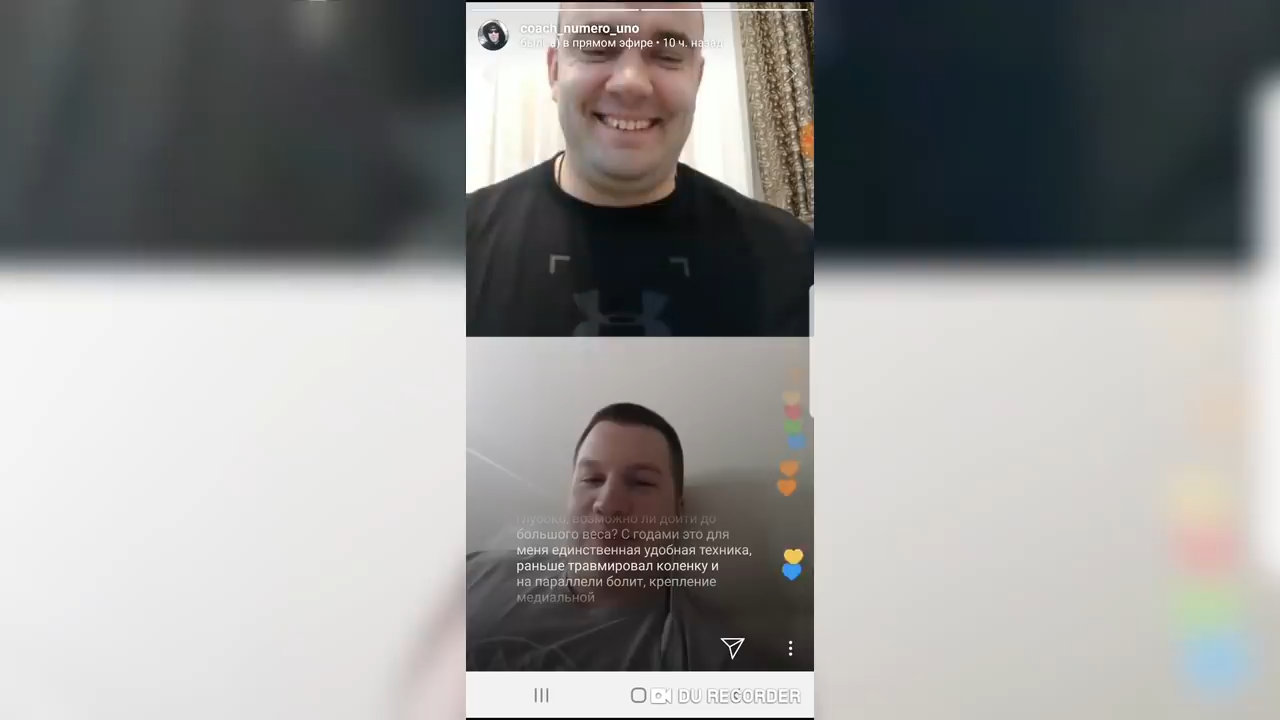 coach_numero_uno
был(а) в прямом эфире • 10 ч. назад
глубоко, возможно ли дойти до
большого веса? С годами это для
меня единственная удобная техника,
раньше травмировал коленку и
на параллели болит, крепление
медиальной
DU RECORDER